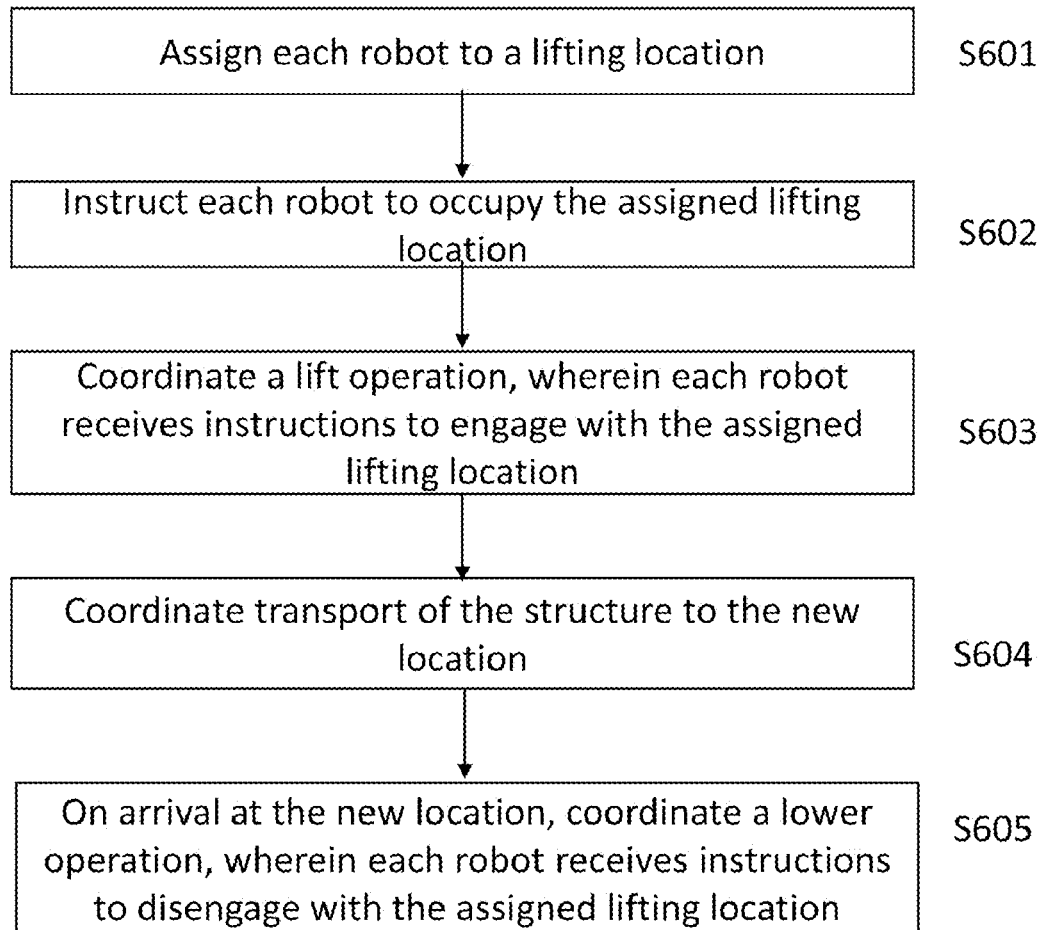 Assign each robot to a lifting location
S601
Instruct each robot to occupy the assigned lifting
location
S602
Coordinate a lift operation, wherein each robot
receives instructions to engage with the assigned
lifting location
S603
Coordinate transport of the structure to the new
location
S604
On arrival at the new location, coordinate a lower
operation, wherein each robot receives instructions
to disengage with the assigned lifting location
S605